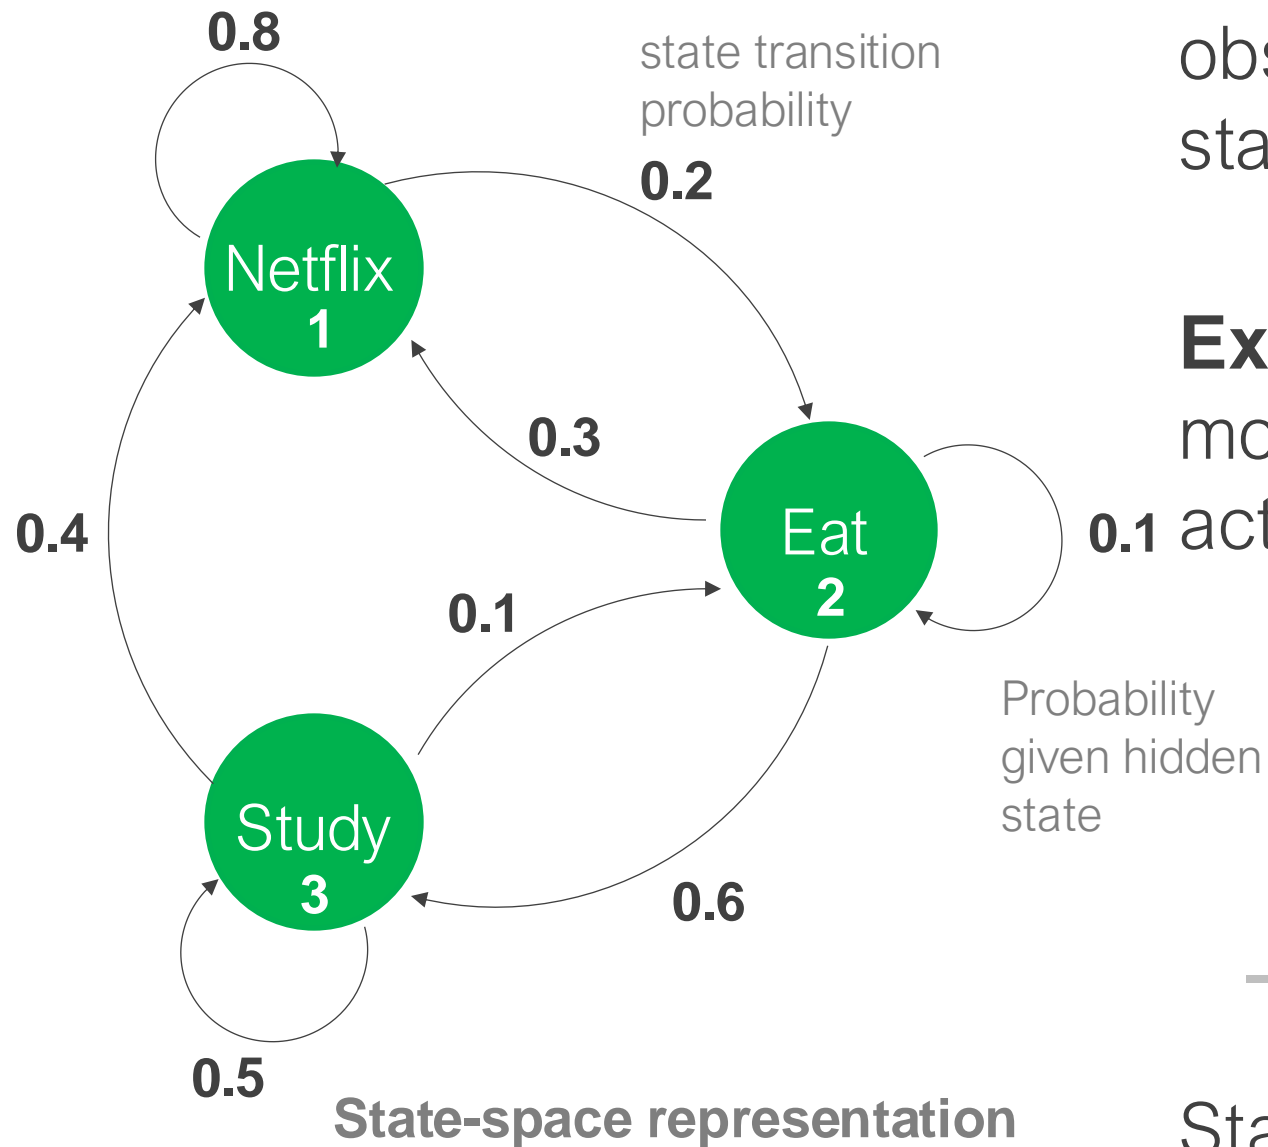 0.8
state transition
probability
0.2
Netflix
1
0.3
0.4
Eat
2
0.1
0.1
Probability
given hidden
state
Study
3
0.6
0.5
State-space representation
Ex